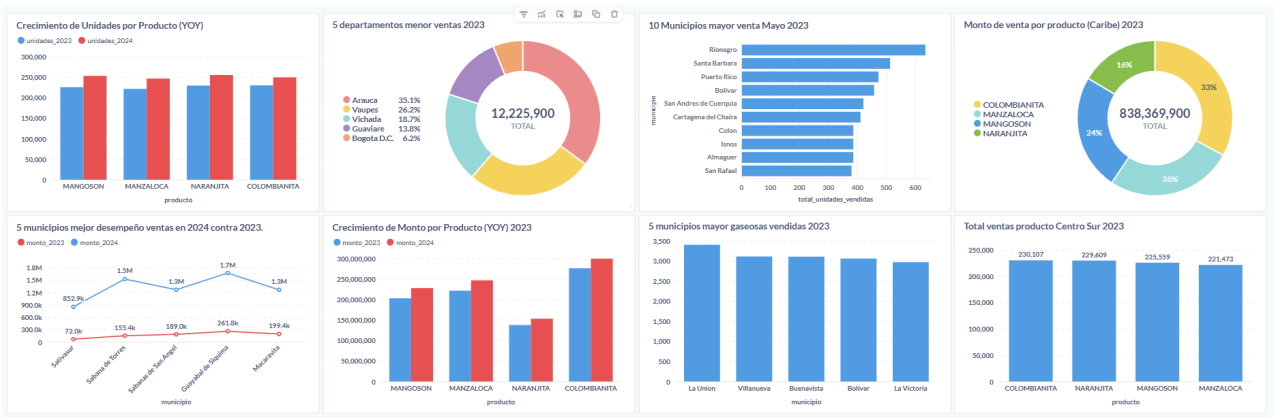 Crecimiento de Unidades por Producto (YOY)
unidades_2023 unidades_2024
300,000
250,000
200,000
150,000
100,000
50,000
0
MANGOSON MANZALOCA NARANJITA COLOMBIANITA
producto
5 departamentos menor ventas 2023
Arauca 35.1%
Vaupes 26.2%
Vichada 18.7%
Guaviare 13.8%
Bogota D.C. 6.2%
12,225,900
TOTAL
10 Municipios mayor venta Mayo 2023
municipio
Rionegro
Santa Barbara
Puerto Rico
Bolivar
San Andres de Cuerquia
Cartagena del Chaira
Colon
Isnos
Almaguer
San Rafael
0 100 200 300 400 500 600
total_unidades_vendidas
Monto de venta por producto (Caribe) 2023
COLOMBIANITA
MANZALOCA
MANGOSON
NARANJITA
16%
33%
24%
26%
838,369,900
TOTAL
5 municipios mejor desempeño ventas en 2024 contra 2023.
monto_2023 monto_2024
1.8M
1.5M
1.2M
900.0k
600.0k
300.0k
0
852.9k 1.5M 1.3M 1.7M 1.3M
72.0k 155.4k 189.0k 261.8k 199.4k
Sativasur
Sabana de Torres
Sabanas de San Angel
Guayabal de Siquima
Macaravita
municipio
Crecimiento de Monto por Producto (YOY) 2023
monto_2023 monto_2024
300,000,000
250,000,000
200,000,000
150,000,000
100,000,000
50,000,000
0
MANGOSON MANZALOCA NARANJITA COLOMBIANITA
producto
5 municipios mayor gaseosas vendidas 2023
3,500
3,000
2,500
2,000
1,500
1,000
500
0
La Union Villanueva Buenavista Bolivar La Victoria
municipio
Total ventas producto Centro Sur 2023
250,000
200,000
150,000
100,000
50,000
0
230,107 229,609 225,559 221,473
COLOMBIANITA NARANJITA MANGOSON MANZALOCA
producto